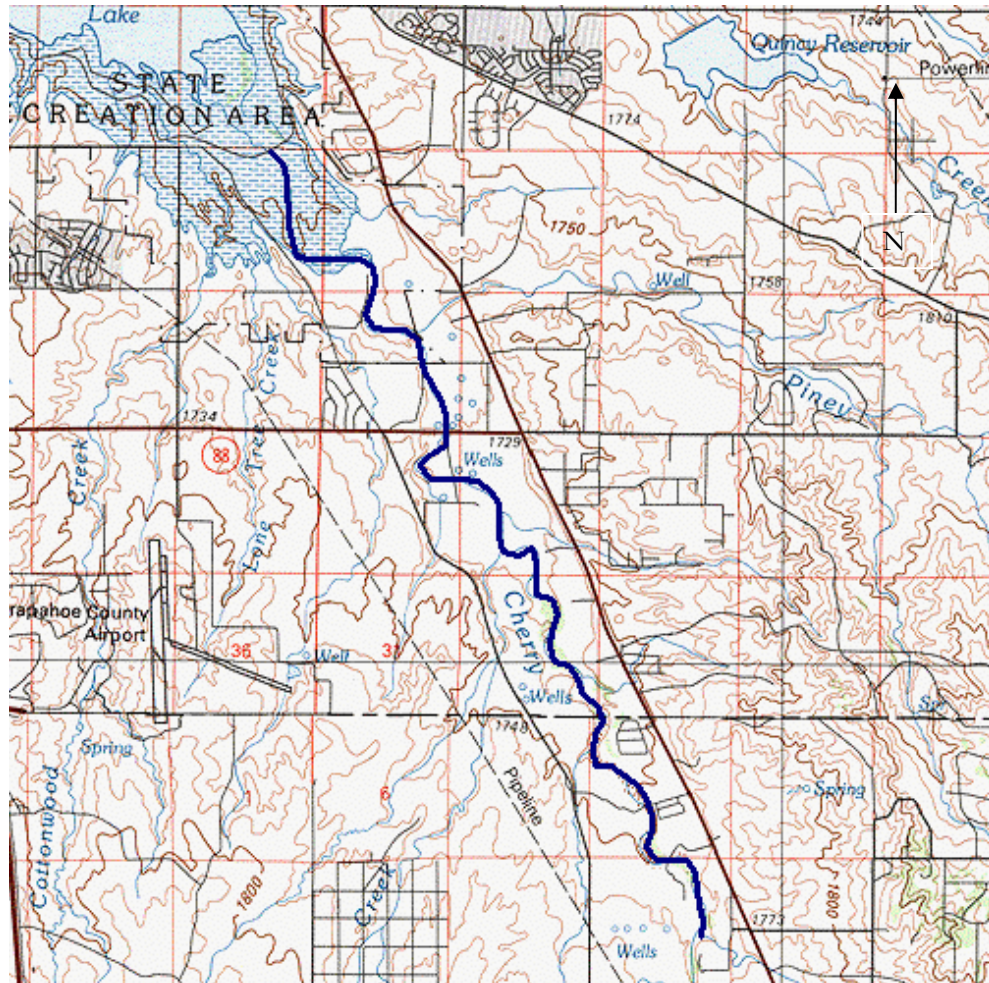 Lake
STATE
CREATION AREA
1744
Quincy Reservoir
Powerlin
1774
Creek
N
1750
Well
1758
1810
Piney
Creek
1734
88
Creek
Lone Tree
1729
Wells
rapahoe County
Airport
Cherry
36
Well
31
Wells
1748
Spring
Pipeline
1
6
Spring
Cottonwood
1800
Creek
1773
1800
Wells